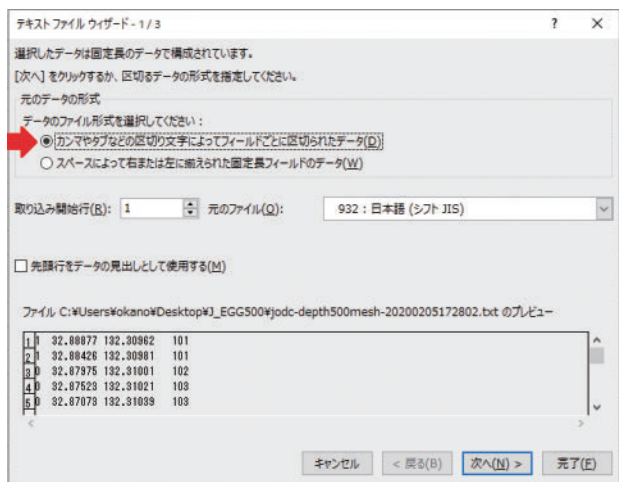 テキスト ファイル ウィザード - 1 / 3 ? ×
選択したデータは固定長のデータで構成されています。
[次へ] をクリックするか、区切るデータの形式を指定してください。
元のデータの形式
データのファイル形式を選択してください：
カンマやタブなどの区切り文字によってフィールドごとに区切られたデータ(D)
スペースによって右または左に揃えられた固定長フィールドのデータ(W)
取り込み開始行(R): 1 元のファイル(O): 932 : 日本語 (シフト JIS)
先頭行をデータの見出しとして使用する(M)
ファイル C:¥Users¥okano¥Desktop¥J_EGG500¥jodc-depth500mesh-20200205172802.txt のプレビュー
1 1 32.88877 132.30962 101
2 1 32.88426 132.30981 101
3 0 32.87975 132.31001 102
4 0 32.87523 132.31021 103
5 0 32.87073 132.31039 103
キャンセル < 戻る(B) 次へ(N) > 完了(F)